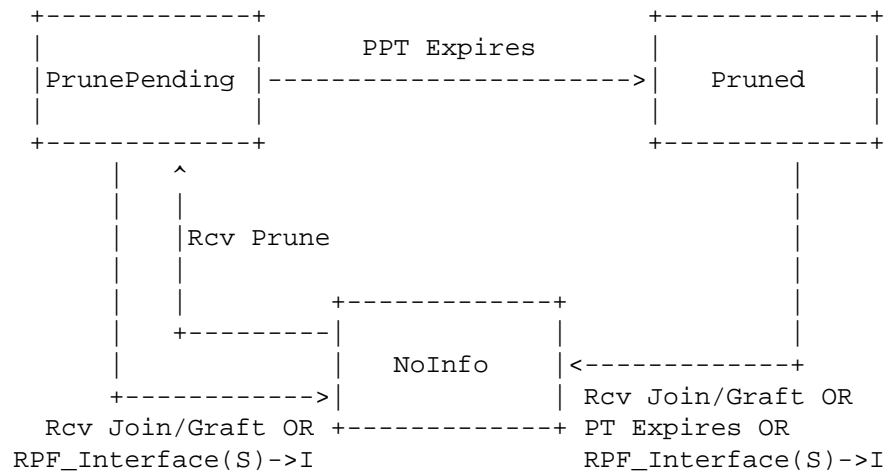 PPT Expires
PrunePending Pruned
Rcv Prune
NoInfo
Rcv Join/Graft OR
Rcv Join/Graft OR PT Expires OR
RPF_Interface(S)->I RPF_Interface(S)->I